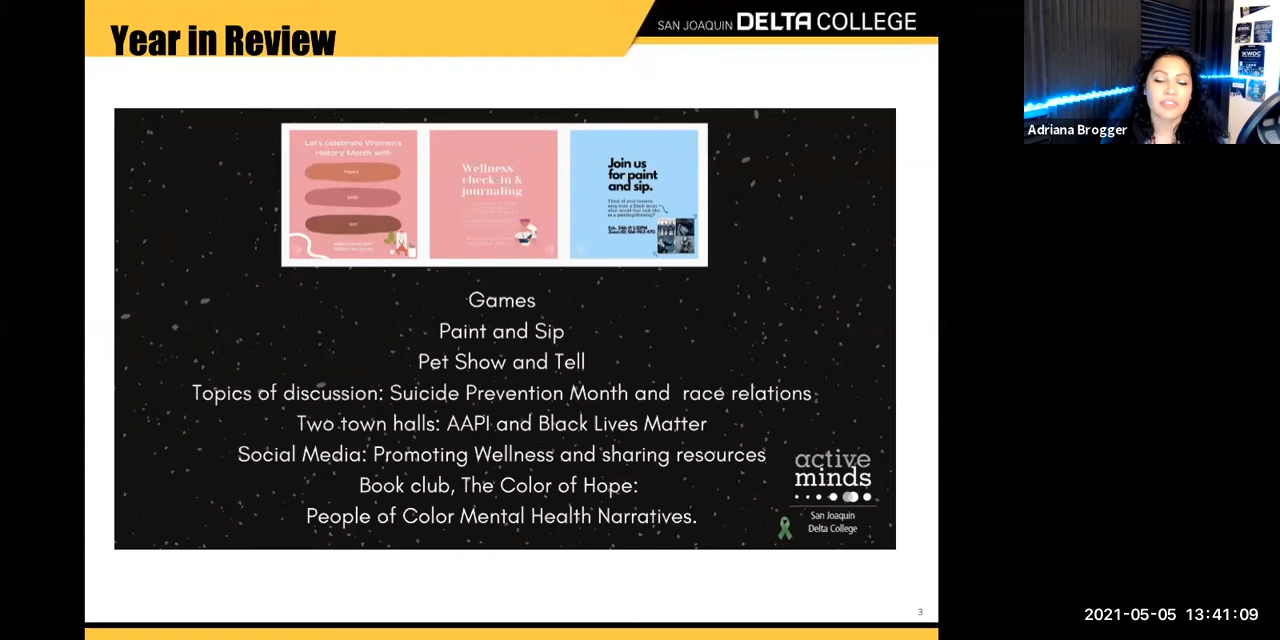 Year in Review
SAN JOAQUIN DELTA COLLEGE
Adriana Brogger
Let's celebrate Women's
History Month with
PAINT
AND
SIP
Wellness
check-in &
journaling
Join us
for paint
and sip.
Games
Paint and Sip
Pet Show and Tell
Topics of discussion: Suicide Prevention Month and race relations
Two town halls: AAPI and Black Lives Matter
Social Media: Promoting Wellness and sharing resources
Book club, The Color of Hope:
People of Color Mental Health Narratives.
active
minds
San Joaquin
Delta College
3
2021-05-05 13:41:09